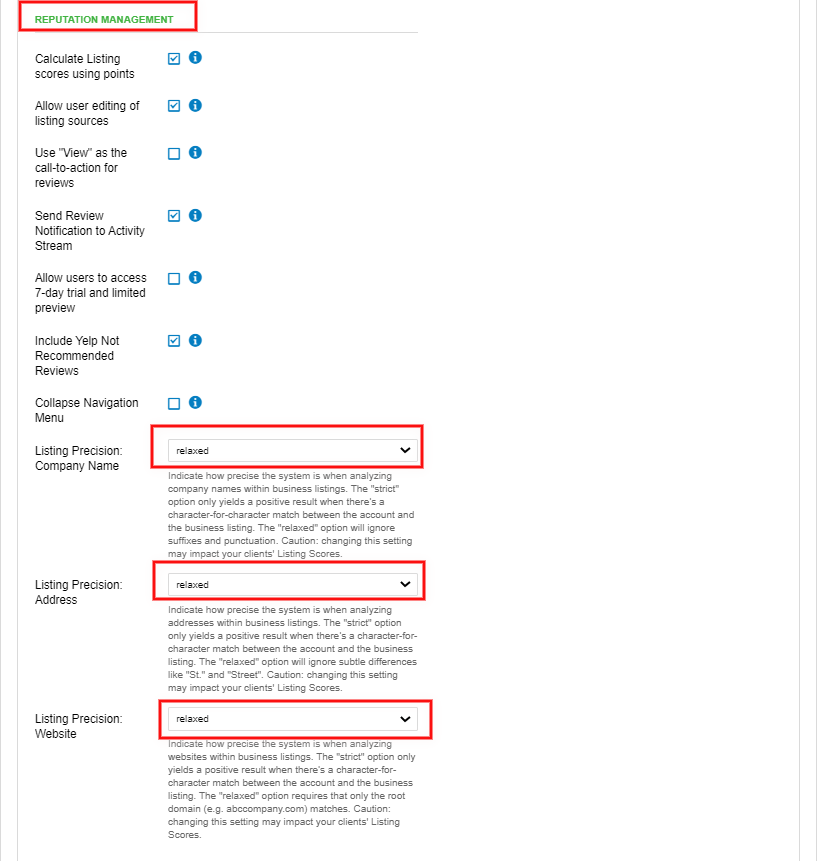 REPUTATION MANAGEMENT
Calculate Listing
scores using points
Allow user editing of
listing sources
Use "View" as the
call-to-action for
reviews
Send Review
Notification to Activity
Stream
Allow users to access
7-day trial and limited
preview
Include Yelp Not
Recommended
Reviews
Collapse Navigation
Menu
Listing Precision:
Company Name
relaxed
Indicate how precise the system is when analyzing
company names within business listings. The "strict"
option only yields a positive result when there's a
character-for-character match between the account and
the business listing. The "relaxed" option will ignore
suffixes and punctuation. Caution: changing this setting
may impact your clients' Listing Scores.
Listing Precision:
Address
relaxed
Indicate how precise the system is when analyzing
addresses within business listings. The "strict" option
only yields a positive result when there's a character-for-
character match between the account and the business
listing. The "relaxed" option will ignore subtle differences
like "St." and "Street". Caution: changing this setting
may impact your clients' Listing Scores.
Listing Precision:
Website
relaxed
Indicate how precise the system is when analyzing
websites within business listings. The "strict" option only
yields a positive result when there's a character-for-
character match between the account and the business
listing. The "relaxed" option requires that only the root
domain (e.g. abccompany.com) matches. Caution:
changing this setting may impact your clients' Listing
Scores.